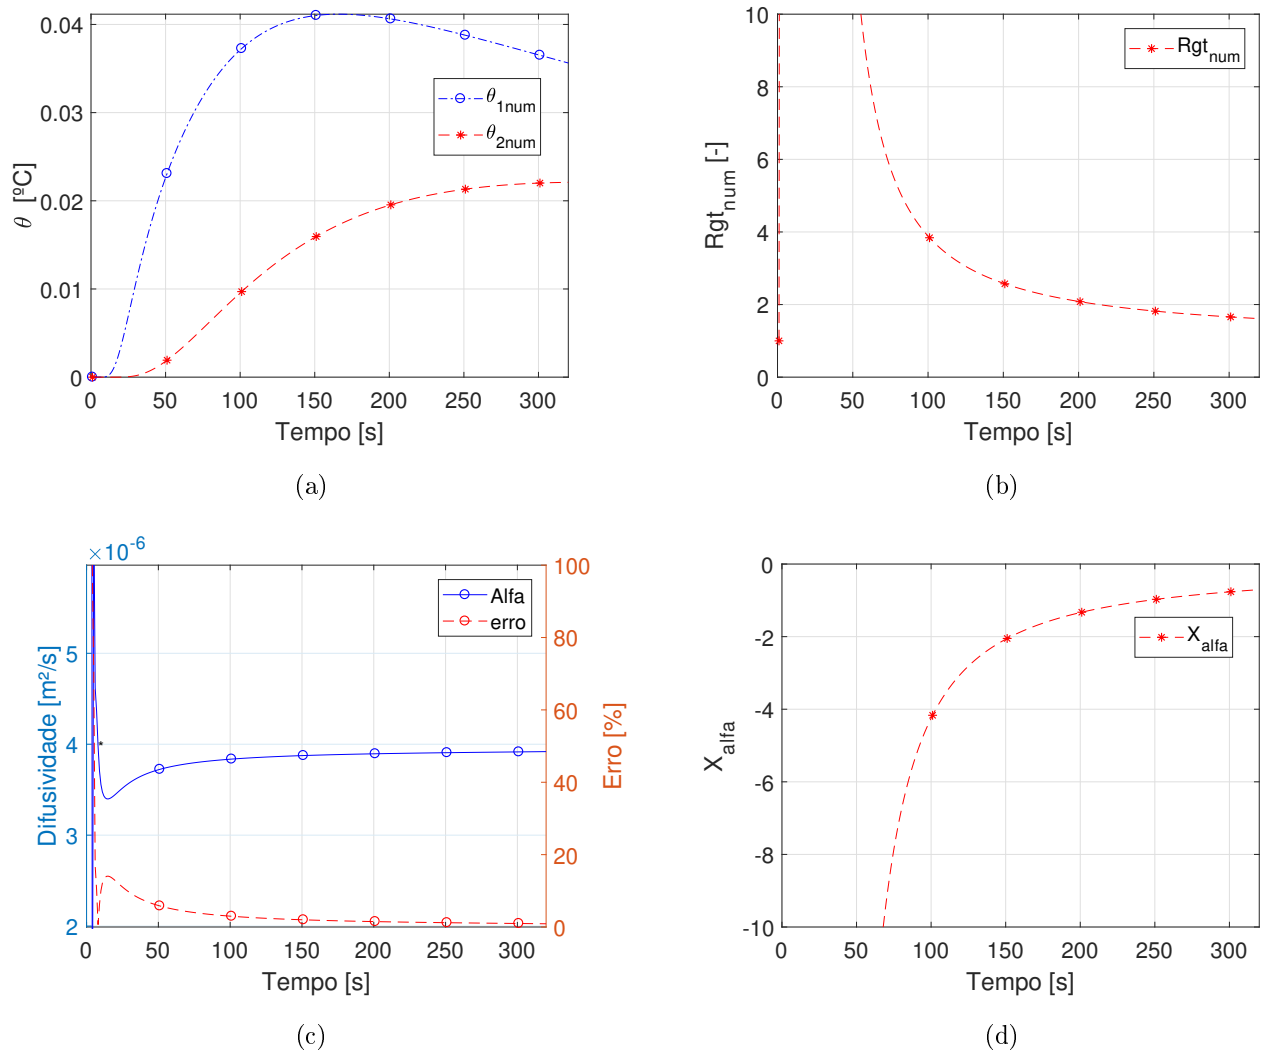 0.04
0.03
0.02
0.01
0
θ [ºC]
θ1num
θ2num
0 50 100 150 200 250 300
Tempo [s]
(a)
10
8
6
4
2
0
Rgtnum [-]
Rgtnum
0 50 100 150 200 250 300
Tempo [s]
(b)
×10-6
5
4
3
2
Difusividade [m²/s]
Alfa
erro
100
80
60
40
20
0
Erro [%]
0 50 100 150 200 250 300
Tempo [s]
(c)
0
-2
-4
-6
-8
-10
Xalfa
Xalfa
0 50 100 150 200 250 300
Tempo [s]
(d)